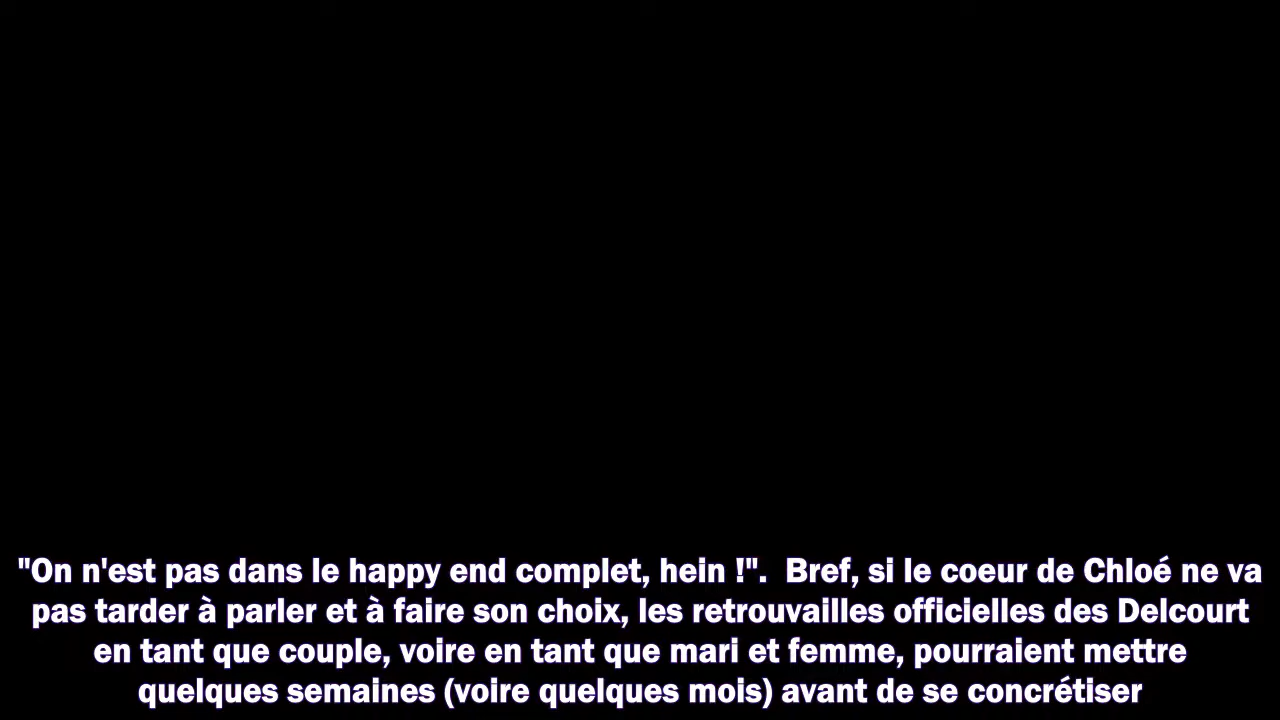 "On n'est pas dans le happy end complet, hein !".  Bref, si le coeur de Chloé ne va
pas tarder à parler et à faire son choix, les retrouvailles officielles des Delcourt
en tant que couple, voire en tant que mari et femme, pourraient mettre
quelques semaines (voire quelques mois) avant de se concrétiser